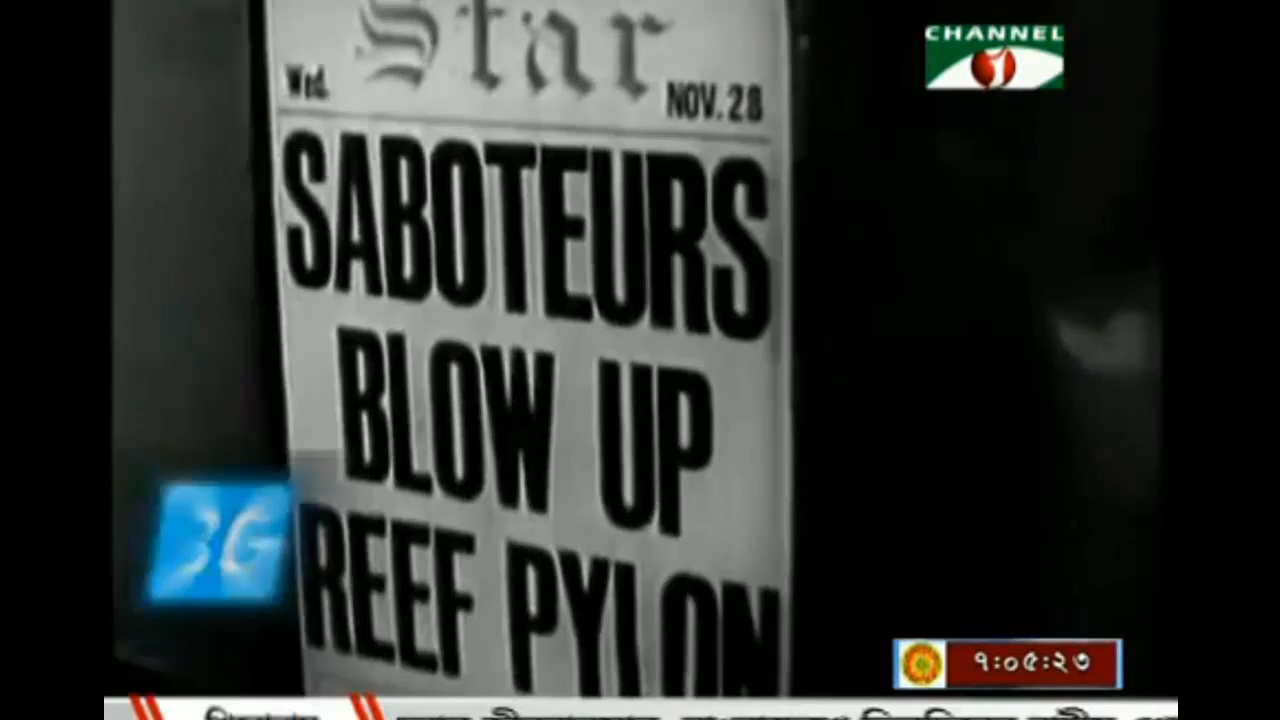 Star
CHANNEL
Wed.
NOV. 28
SABOTEURS
BLOW UP
REEF PYLON
3G
৭:০৫:২৩